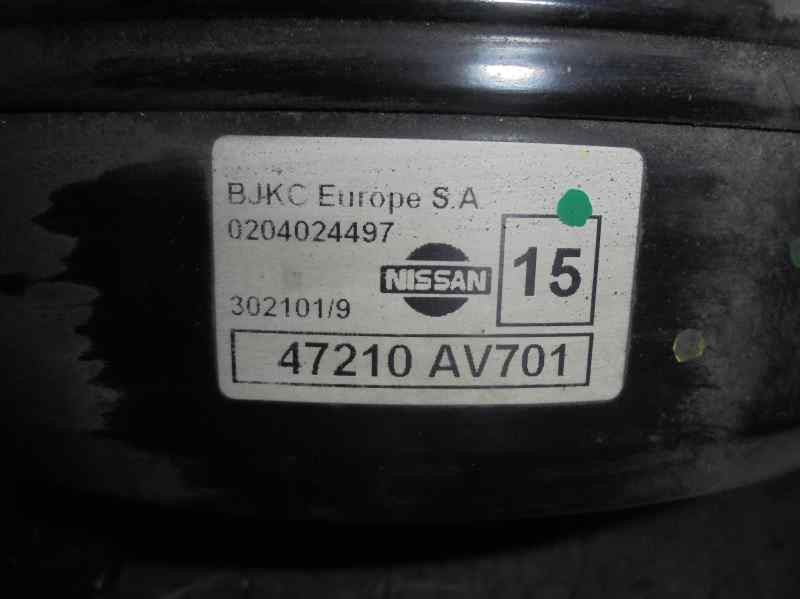 BJKC Europe S.A
0204024497
NISSAN
15
302101/9
47210 AV701